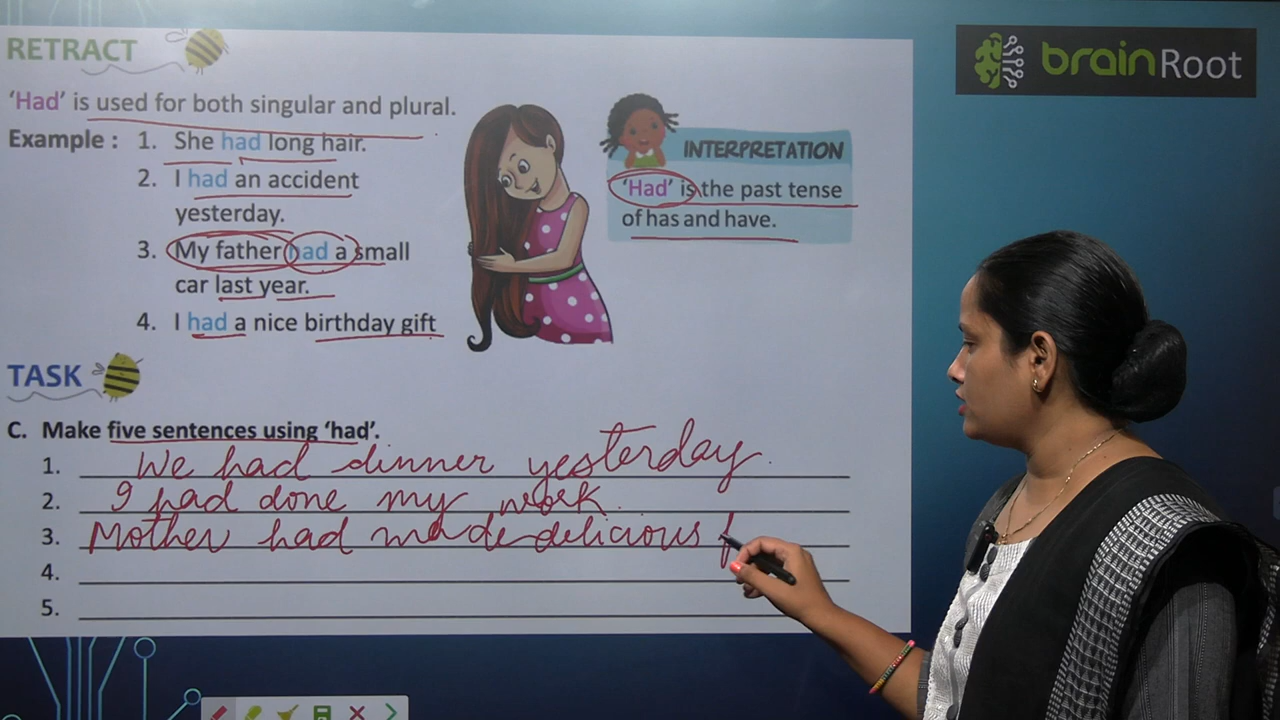 RETRACT
brainRoot
'Had' is used for both singular and plural.
Example : 1. She had long hair.
2. I had an accident
yesterday.
3. My father had a small
car last year.
4. I had a nice birthday gift
INTERPRETATION
'Had' is the past tense
of has and have.
TASK
C. Make five sentences using 'had'.
1. We had dinner yesterday.
2. I had done my work.
3. Mother had made delicious f
4.
5.